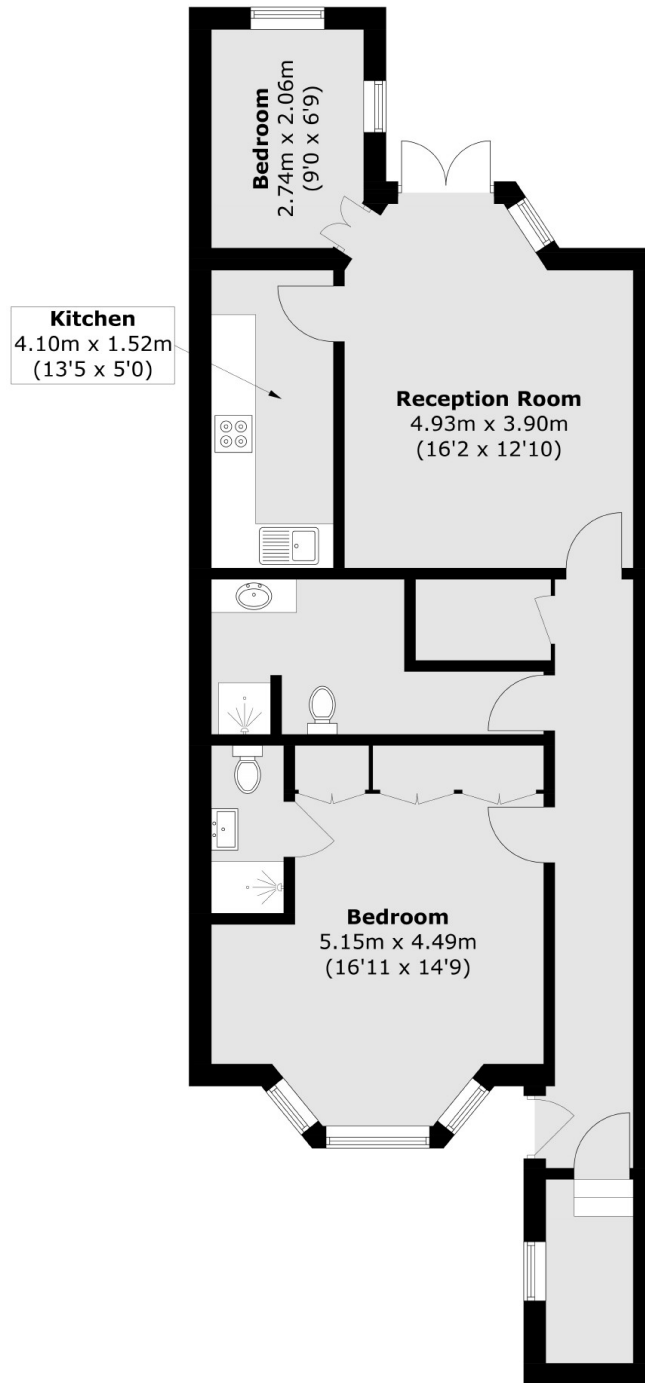 Bedroom
2.74m x 2.06m
(9'0 x 6'9)
Kitchen
4.10m x 1.52m
(13'5 x 5'0)
Reception Room
4.93m x 3.90m
(16'2 x 12'10)
Bedroom
5.15m x 4.49m
(16'11 x 14'9)